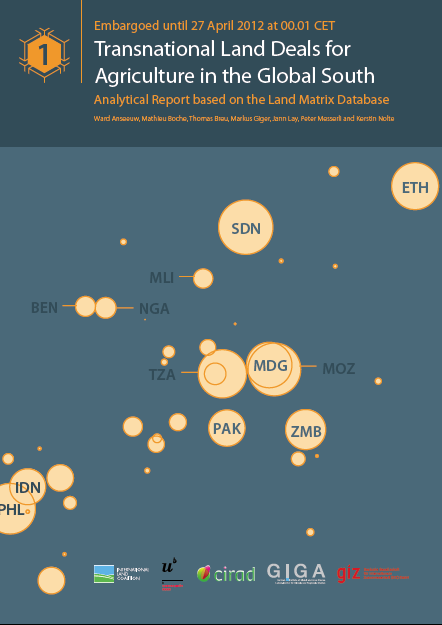 Embargoed until 27 April 2012 at 00.01 CET
1
Transnational Land Deals for
Agriculture in the Global South
Analytical Report based on the Land Matrix Database
Ward Anseeuw, Mathieu Boche, Thomas Breu, Markus Giger, Jann Lay, Peter Messerli and Kerstin Nolte
ETH
SDN
MLI
BEN
NGA
TZA
MDG
MOZ
PAK
ZMB
IDN
PHL
INTERNATIONAL
LAND
COALITION
u b
cirad
GIGA
giz